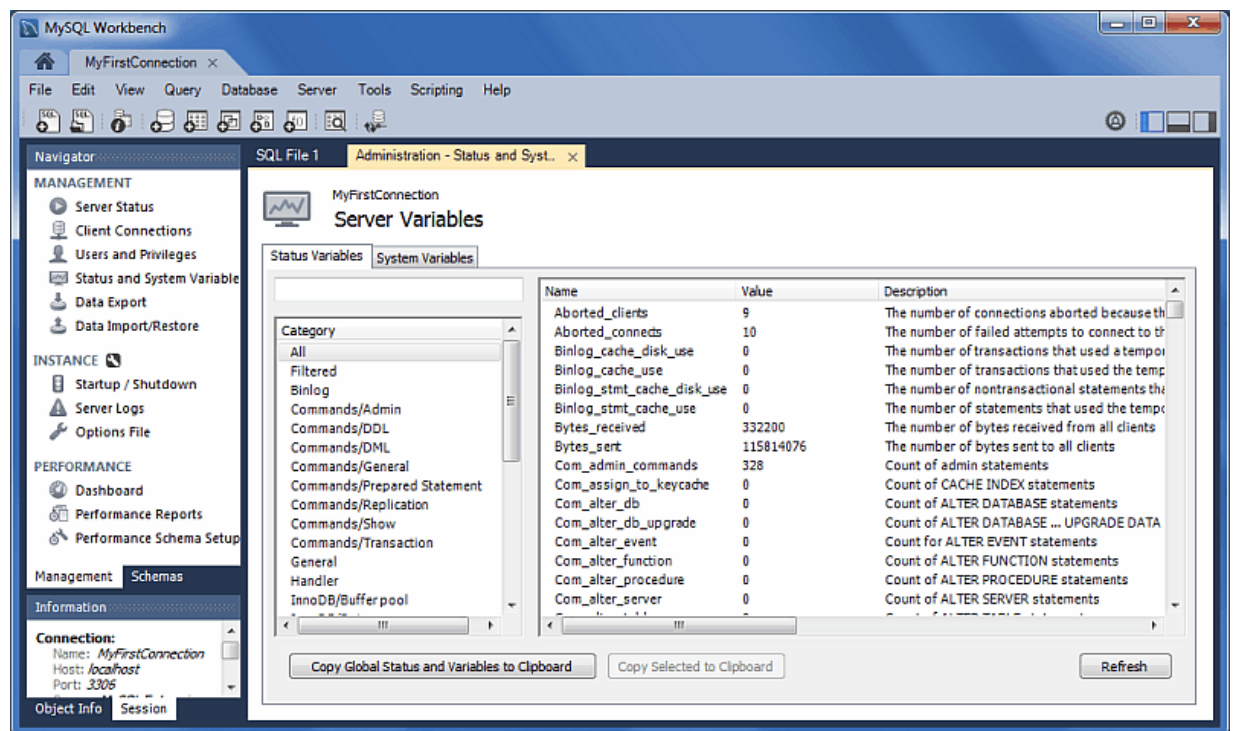 MySQL Workbench
MyFirstConnection ×
File Edit View Query Database Server Tools Scripting Help
Navigator
MANAGEMENT
Server Status
Client Connections
Users and Privileges
Status and System Variable
Data Export
Data Import/Restore
INSTANCE
Startup / Shutdown
Server Logs
Options File
PERFORMANCE
Dashboard
Performance Reports
Performance Schema Setup
Management Schemas
Information
Connection:
Name: MyFirstConnection
Host: localhost
Port: 3306
Object Info Session
SQL File 1 Administration - Status and Syst.. ×
MyFirstConnection
Server Variables
Status Variables System Variables
Category
All
Filtered
Binlog
Commands/Admin
Commands/DDL
Commands/DML
Commands/General
Commands/Prepared Statement
Commands/Replication
Commands/Show
Commands/Transaction
General
Handler
InnoDB/Buffer pool
Name Value Description
Aborted_clients 9 The number of connections aborted because th
Aborted_connects 10 The number of failed attempts to connect to th
Binlog_cache_disk_use 0 The number of transactions that used a tempor
Binlog_cache_use 0 The number of transactions that used the temp
Binlog_stmt_cache_disk_use 0 The number of nontransactional statements tha
Binlog_stmt_cache_use 0 The number of statements that used the tempo
Bytes_received 332200 The number of bytes received from all clients
Bytes_sent 115814076 The number of bytes sent to all clients
Com_admin_commands 328 Count of admin statements
Com_assign_to_keycache 0 Count of CACHE INDEX statements
Com_alter_db 0 Count of ALTER DATABASE statements
Com_alter_db_upgrade 0 Count of ALTER DATABASE ... UPGRADE DATA
Com_alter_event 0 Count for ALTER EVENT statements
Com_alter_function 0 Count of ALTER FUNCTION statements
Com_alter_procedure 0 Count of ALTER PROCEDURE statements
Com_alter_server 0 Count of ALTER SERVER statements
Copy Global Status and Variables to Clipboard Copy Selected to Clipboard Refresh